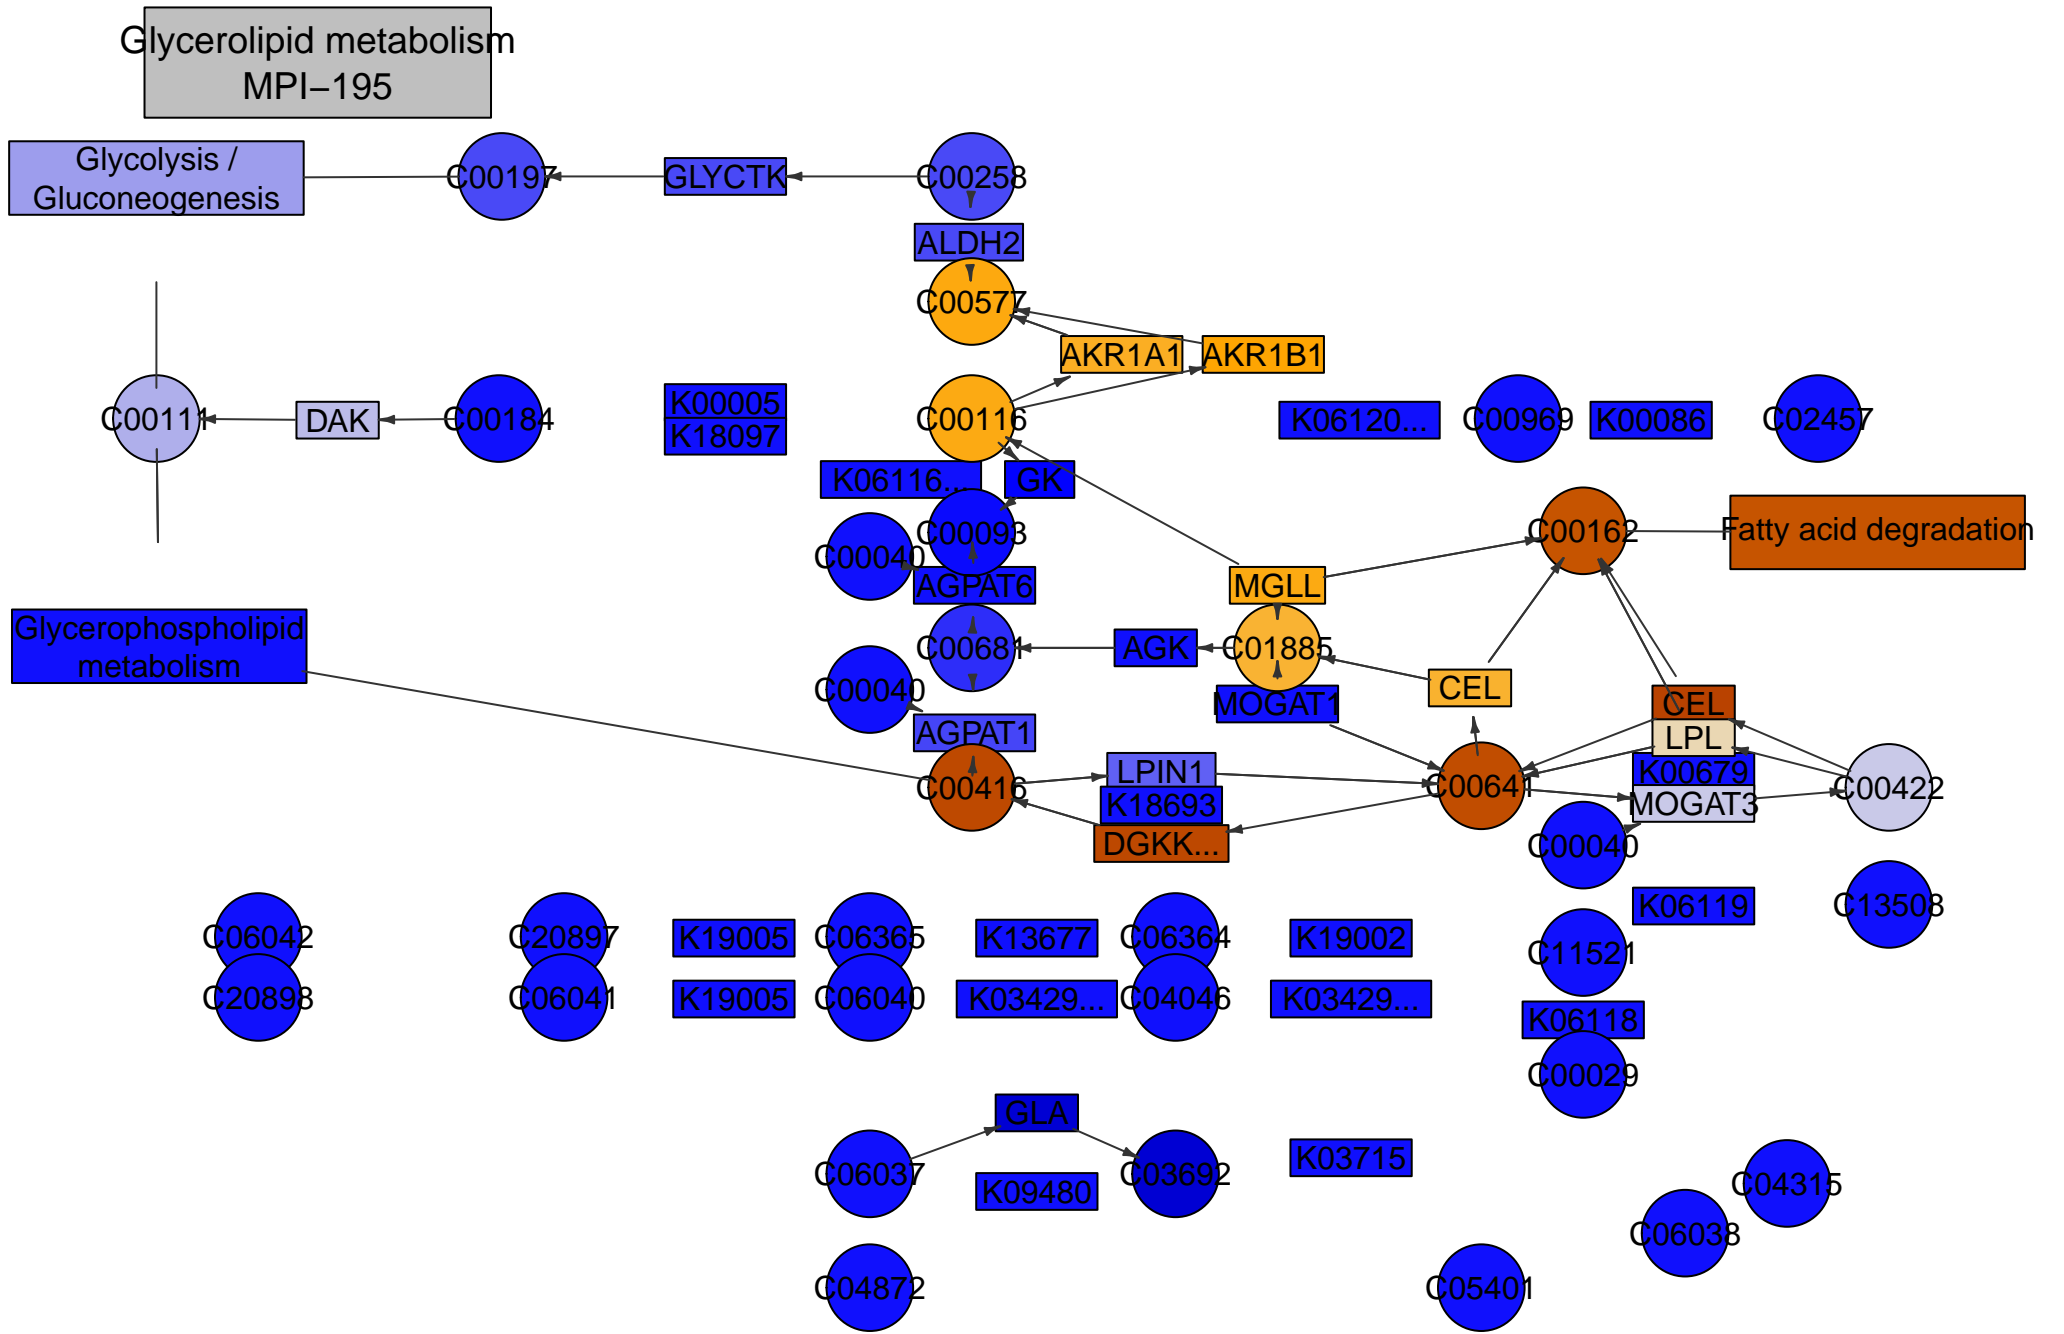 Glycerolipid metabolism
MPI−195
Glycolysis /
Gluconeogenesis
C00197
GLYCTK
C00258
ALDH2
C00577
AKR1A1
AKR1B1
C00111
DAK
C00184
K00005
K18097
C00116
K06120...
C00969
K00086
C02457
K06116...
GK
C00093
C00040
AGPAT6
C00162
Fatty acid degradation
MGLL
Glycerophospholipid
metabolism
C00681
AGK
C01885
C00040
MOGAT1
CEL
CEL
LPL
K00679
MOGAT3
AGPAT1
C00416
LPIN1
K18693
DGKK...
C00641
C00422
C00040
K06119
C13508
C06042
C20897
K19005
C06365
K13677
C06364
K19002
C11521
C20898
C06041
K19005
C06040
K03429...
C04046
K03429...
K06118
C00029
GLA
C06037
K09480
C03692
K03715
C04315
C06038
C04872
C05401